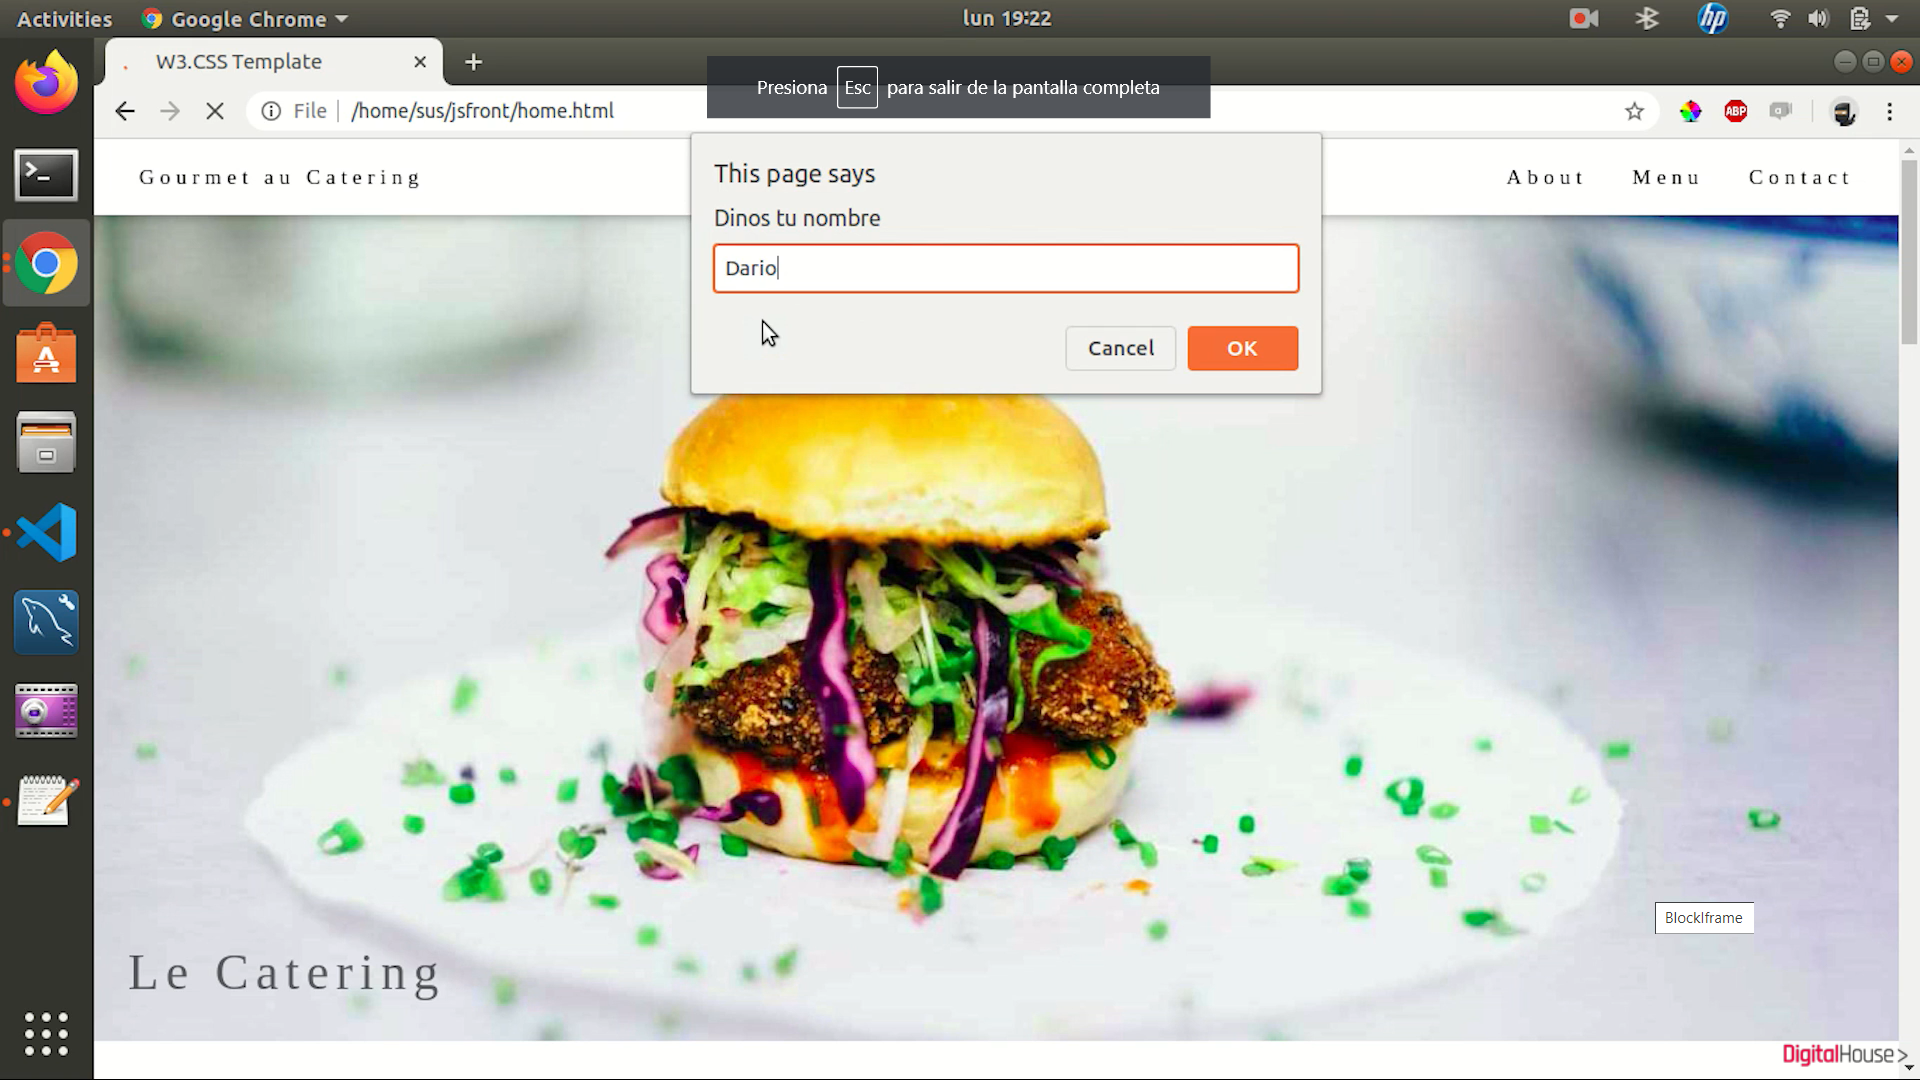 Activities
Google Chrome
lun 19:22
W3.CSS Template
Presiona Esc para salir de la pantalla completa
File
/home/sus/jsfront/home.html
ABP
Gourmet au Catering
About
Menu
Contact
This page says
Dinos tu nombre
Dario
Cancel
OK
BlockIframe
Le Catering
DigitalHouse>